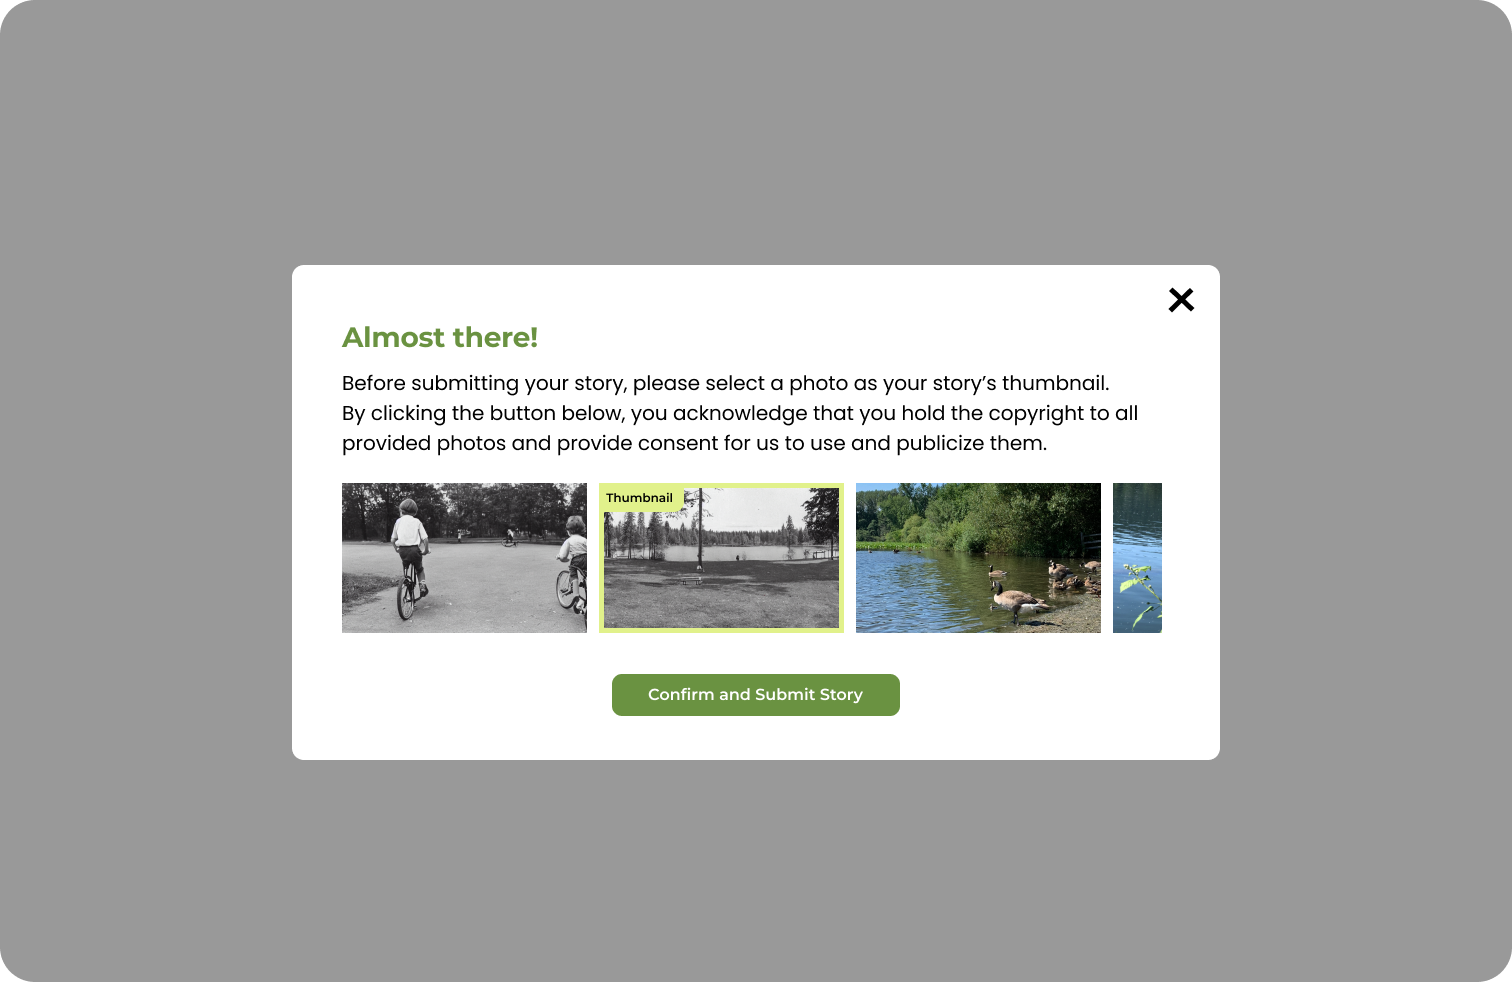 Almost there!
Before submitting your story, please select a photo as your story’s thumbnail.
By clicking the button below, you acknowledge that you hold the copyright to all
provided photos and provide consent for us to use and publicize them.
Thumbnail
Confirm and Submit Story